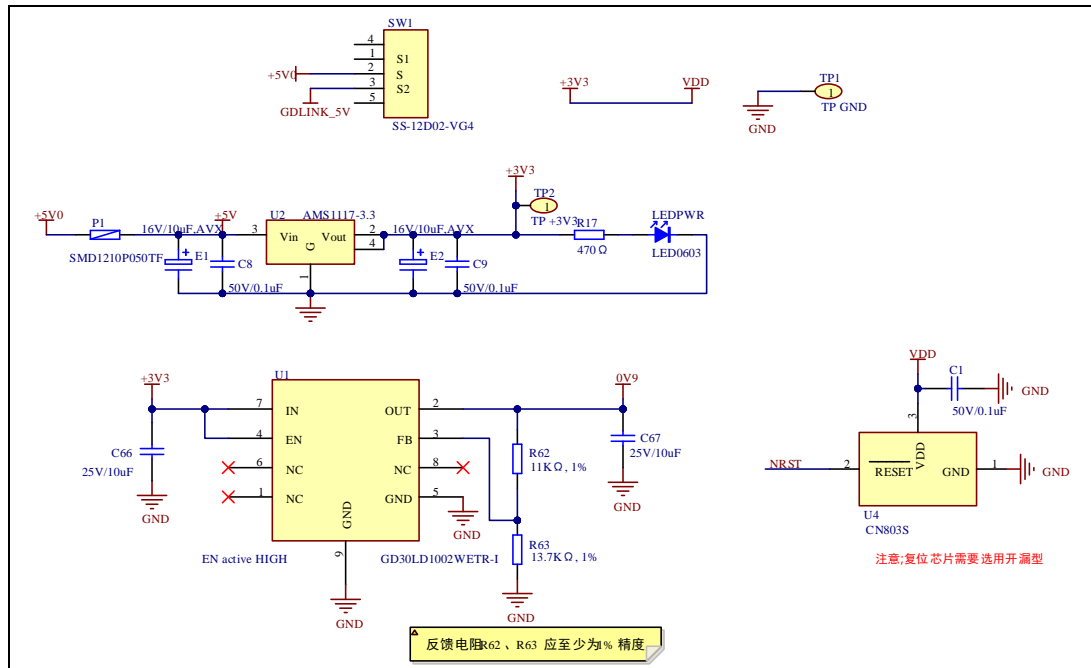 SW1
4
1
S1
+5V0
2
S
3
S2
GDLINK_5V
5
SS-12D02-VG4
+3V3
VDD
TP1
1
TP GND
GND
+5V0
P1
SMD1210P050TF
16V/10uF,AVX
+5V
E1
C8
50V/0.1uF
U2
AMS1117-3.3
3
Vin
G
Vout
2
4
1
16V/10uF,AVX
E2
C9
50V/0.1uF
+3V3
TP2
1
TP +3V3
R17
470Ω
LEDPWR
LED0603
+3V3
C66
25V/10uF
GND
U1
7
IN
OUT
2
4
EN
FB
3
6
NC
NC
8
1
NC
GND
5
GND
9
GND
GND
EN active HIGH
GD30LD1002WETR-I
0V9
R62
11KΩ, 1%
C67
25V/10uF
GND
R63
13.7KΩ, 1%
GND
VDD
C1
50V/0.1uF
GND
3
VDD
NRST
2
RESET
GND
1
GND
U4
CN803S
注意;复位芯片需要选用开漏型
反馈电阻R62 、R63 应至少为1% 精度